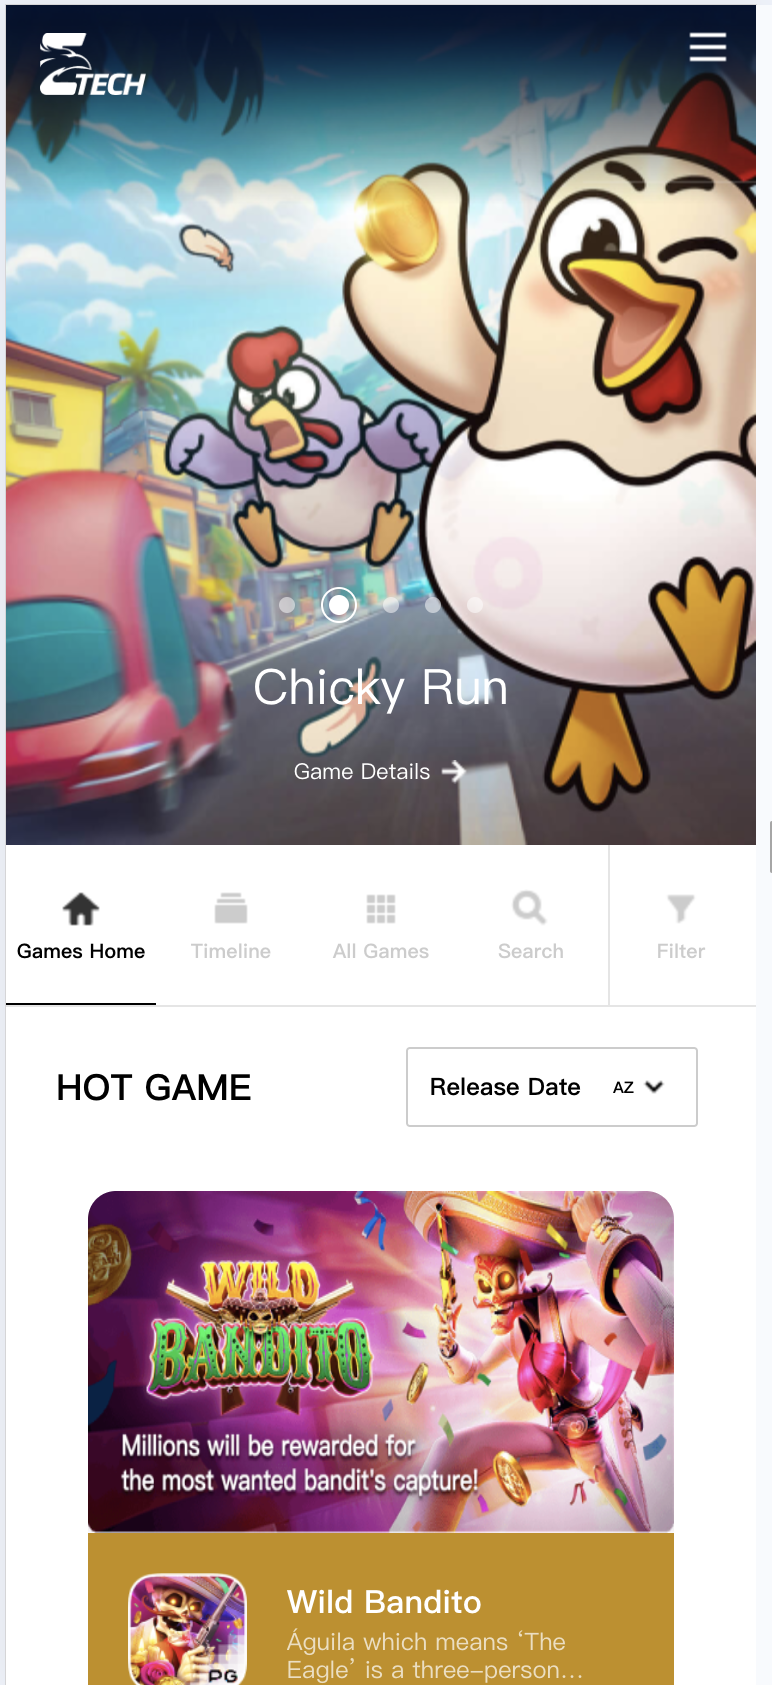 TECH
Chicky Run
Game Details
Games Home
Timeline
All Games
Search
Filter
HOT GAME
Release Date
AZ
WILD
BANDITO
Millions will be rewarded for
the most wanted bandit's capture!
Wild Bandito
Águila which means ‘The
Eagle’ is a three-person...
PG